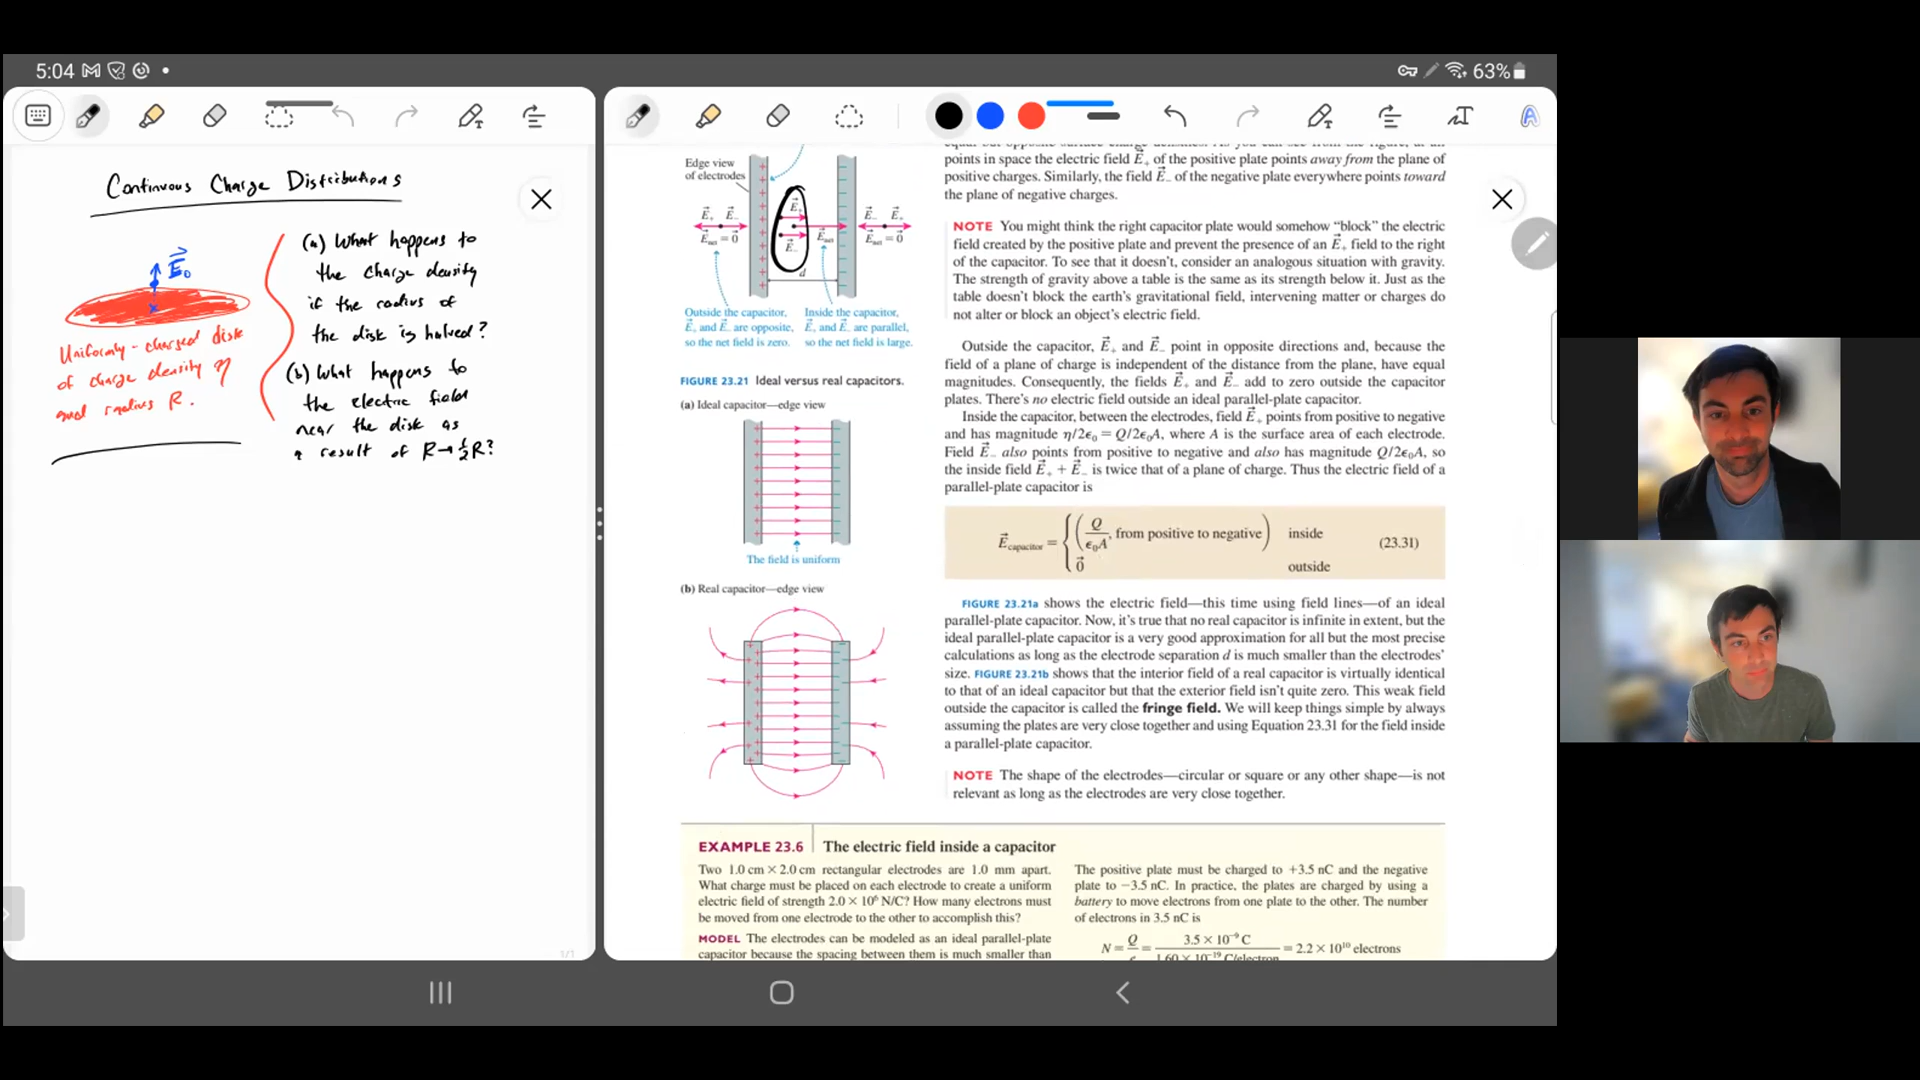 5:04
63%
Continuous Charge Distributions
E₀
Uniformly-charged disk
of charge density η
and radius R.
(a) What happens to
the charge density
if the radius of
the disk is halved?
(b) What happens to
the electric field
near the disk as
a result of R→½R?
1/1
Edge view
of electrodes
E⃗₊ E⃗₋
E⃗net = 0⃗
E⃗₊
E⃗₋
E⃗net
d
E⃗₋ E⃗₊
E⃗net = 0⃗
Outside the capacitor,
E⃗₊ and E⃗₋ are opposite,
so the net field is zero.
Inside the capacitor,
E⃗₊ and E⃗₋ are parallel,
so the net field is large.
FIGURE 23.21 Ideal versus real capacitors.
(a) Ideal capacitor—edge view
The field is uniform
(b) Real capacitor—edge view
points in space the electric field E⃗₊ of the positive plate points away from the plane of
positive charges. Similarly, the field E⃗₋ of the negative plate everywhere points toward
the plane of negative charges.
NOTE You might think the right capacitor plate would somehow “block” the electric
field created by the positive plate and prevent the presence of an E⃗₊ field to the right
of the capacitor. To see that it doesn’t, consider an analogous situation with gravity.
The strength of gravity above a table is the same as its strength below it. Just as the
table doesn’t block the earth’s gravitational field, intervening matter or charges do
not alter or block an object’s electric field.
Outside the capacitor, E⃗₊ and E⃗₋ point in opposite directions and, because the
field of a plane of charge is independent of the distance from the plane, have equal
magnitudes. Consequently, the fields E⃗₊ and E⃗₋ add to zero outside the capacitor
plates. There’s no electric field outside an ideal parallel-plate capacitor.
Inside the capacitor, between the electrodes, field E⃗₊ points from positive to negative
and has magnitude η/2ϵ₀ = Q/2ϵ₀A, where A is the surface area of each electrode.
Field E⃗₋ also points from positive to negative and also has magnitude Q/2ϵ₀A, so
the inside field E⃗₊ + E⃗₋ is twice that of a plane of charge. Thus the electric field of a
parallel-plate capacitor is
E⃗capacitor = { (Q/ϵ₀A, from positive to negative) inside
0⃗ outside
(23.31)
FIGURE 23.21a shows the electric field—this time using field lines—of an ideal
parallel-plate capacitor. Now, it’s true that no real capacitor is infinite in extent, but the
ideal parallel-plate capacitor is a very good approximation for all but the most precise
calculations as long as the electrode separation d is much smaller than the electrodes’
size. FIGURE 23.21b shows that the interior field of a real capacitor is virtually identical
to that of an ideal capacitor but that the exterior field isn’t quite zero. This weak field
outside the capacitor is called the fringe field. We will keep things simple by always
assuming the plates are very close together and using Equation 23.31 for the field inside
a parallel-plate capacitor.
NOTE The shape of the electrodes—circular or square or any other shape—is not
relevant as long as the electrodes are very close together.
EXAMPLE 23.6 The electric field inside a capacitor
Two 1.0 cm × 2.0 cm rectangular electrodes are 1.0 mm apart.
What charge must be placed on each electrode to create a uniform
electric field of strength 2.0 × 10⁶ N/C? How many electrons must
be moved from one electrode to the other to accomplish this?
MODEL The electrodes can be modeled as an ideal parallel-plate
capacitor because the spacing between them is much smaller than
The positive plate must be charged to +3.5 nC and the negative
plate to −3.5 nC. In practice, the plates are charged by using a
battery to move electrons from one plate to the other. The number
of electrons in 3.5 nC is
N = Q/e = 3.5 × 10⁻⁹ C / 1.60 × 10⁻¹⁹ C/electron = 2.2 × 10¹⁰ electrons